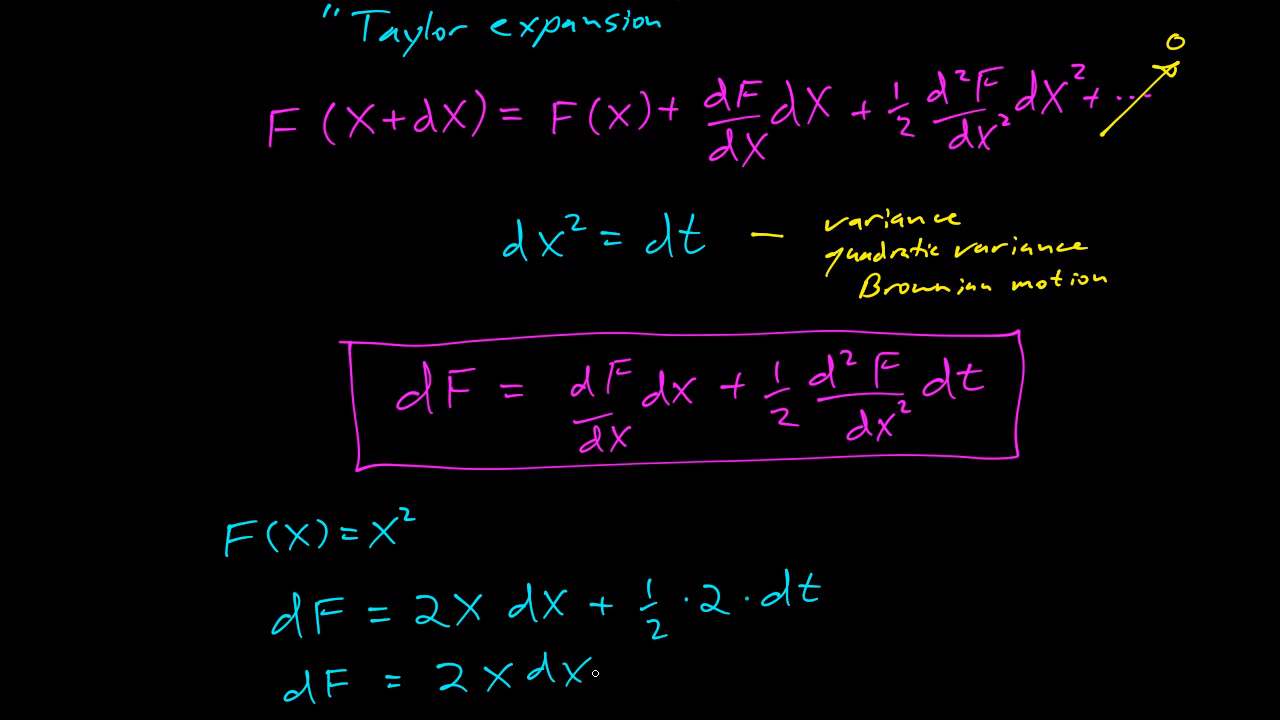 " Taylor expansion
0
F(X+dX) = F(X) + dF/dX dX + 1/2 d²F/dX² dX² + ...
dX² = dt — variance
quadratic variance
Brownian motion
dF = dF/dX dX + 1/2 d²F/dX² dt
F(X) = X²
dF = 2X dX + 1/2 · 2 · dt
dF = 2X dX